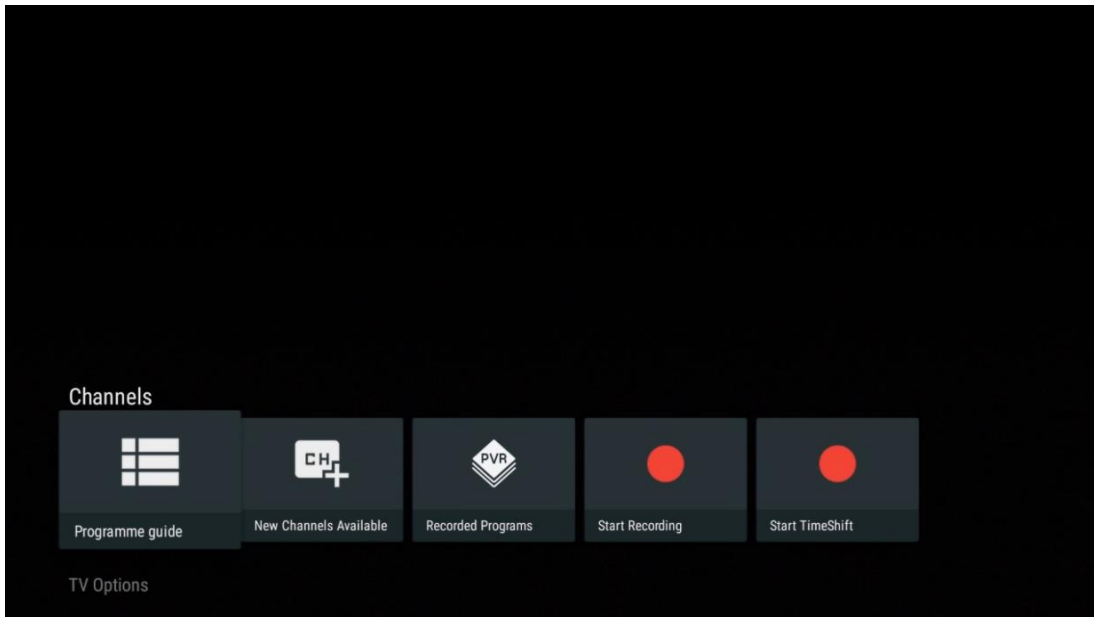 Channels
CH
PVR
Programme guide
New Channels Available
Recorded Programs
Start Recording
Start TimeShift
TV Options